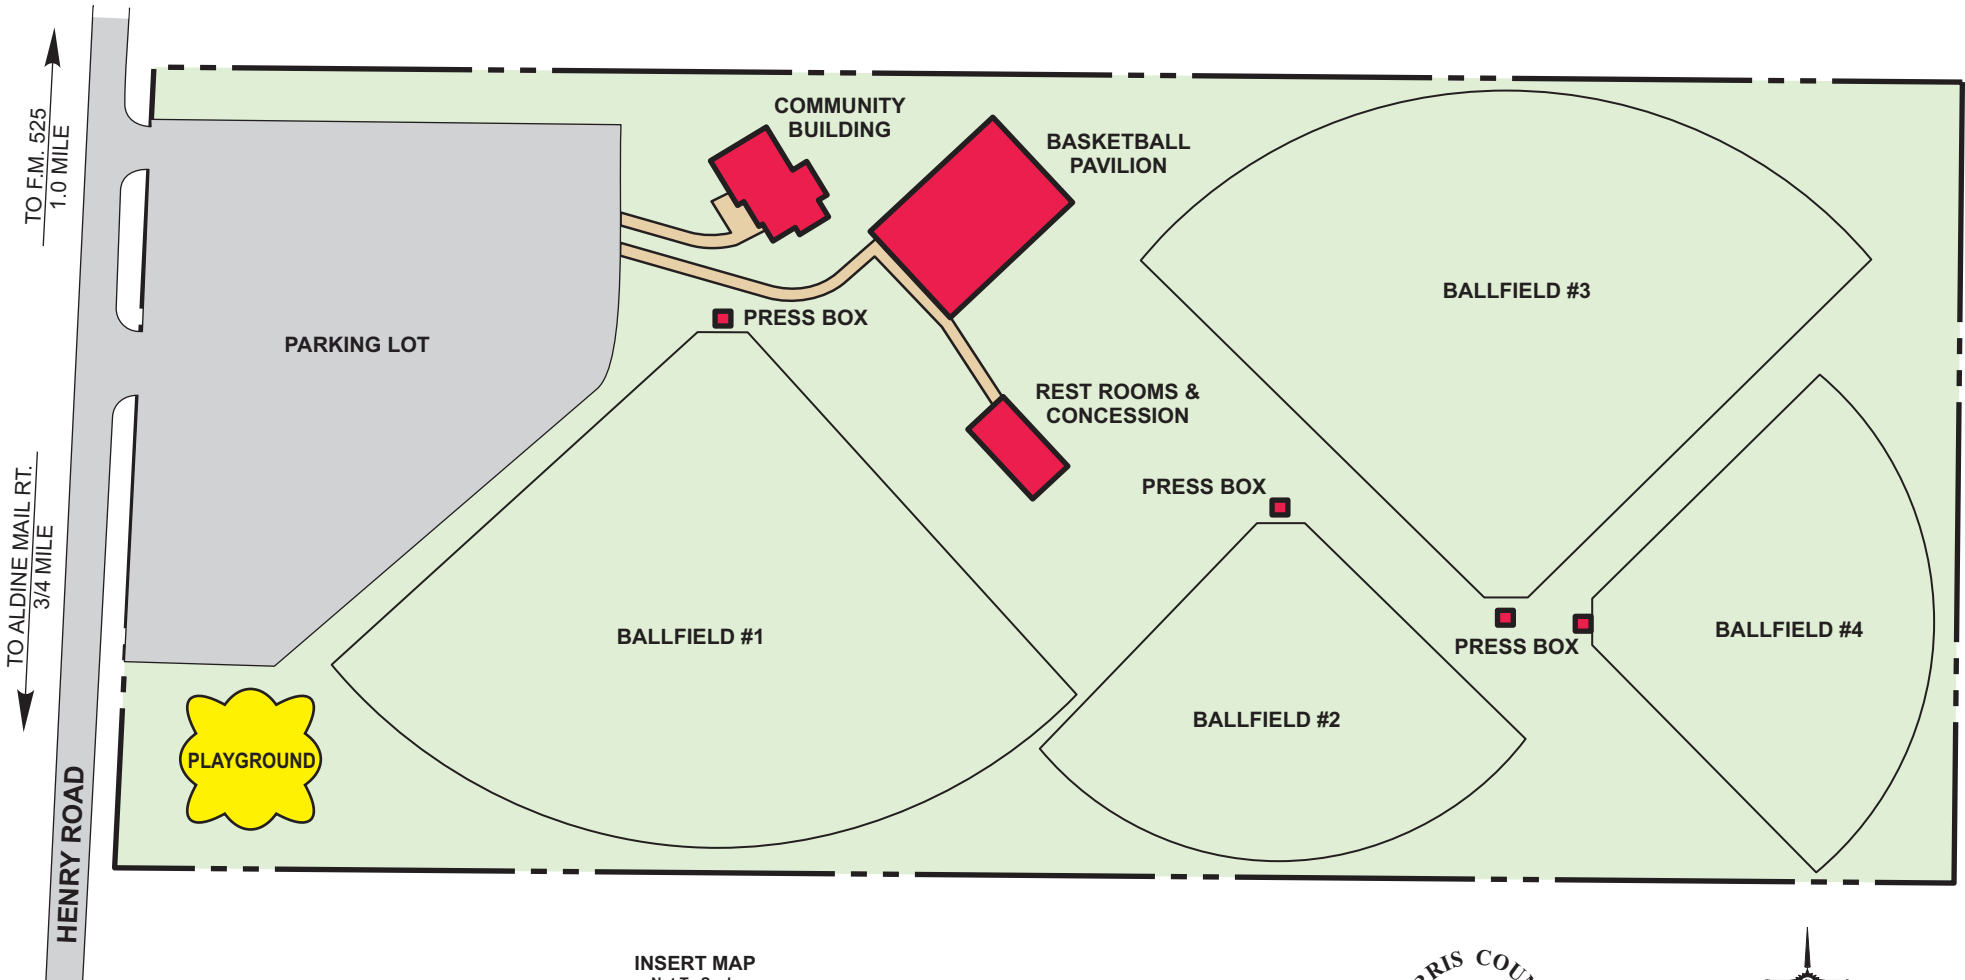 TO F.M. 525
1.0 MILE
COMMUNITY
BUILDING
BASKETBALL
PAVILION
BALLFIELD #3
PRESS BOX
PARKING LOT
REST ROOMS &
CONCESSION
PRESS BOX
TO ALDINE MAIL RT.
3/4 MILE
BALLFIELD #1
BALLFIELD #4
PRESS BOX
BALLFIELD #2
PLAYGROUND
HENRY ROAD
INSERT MAP